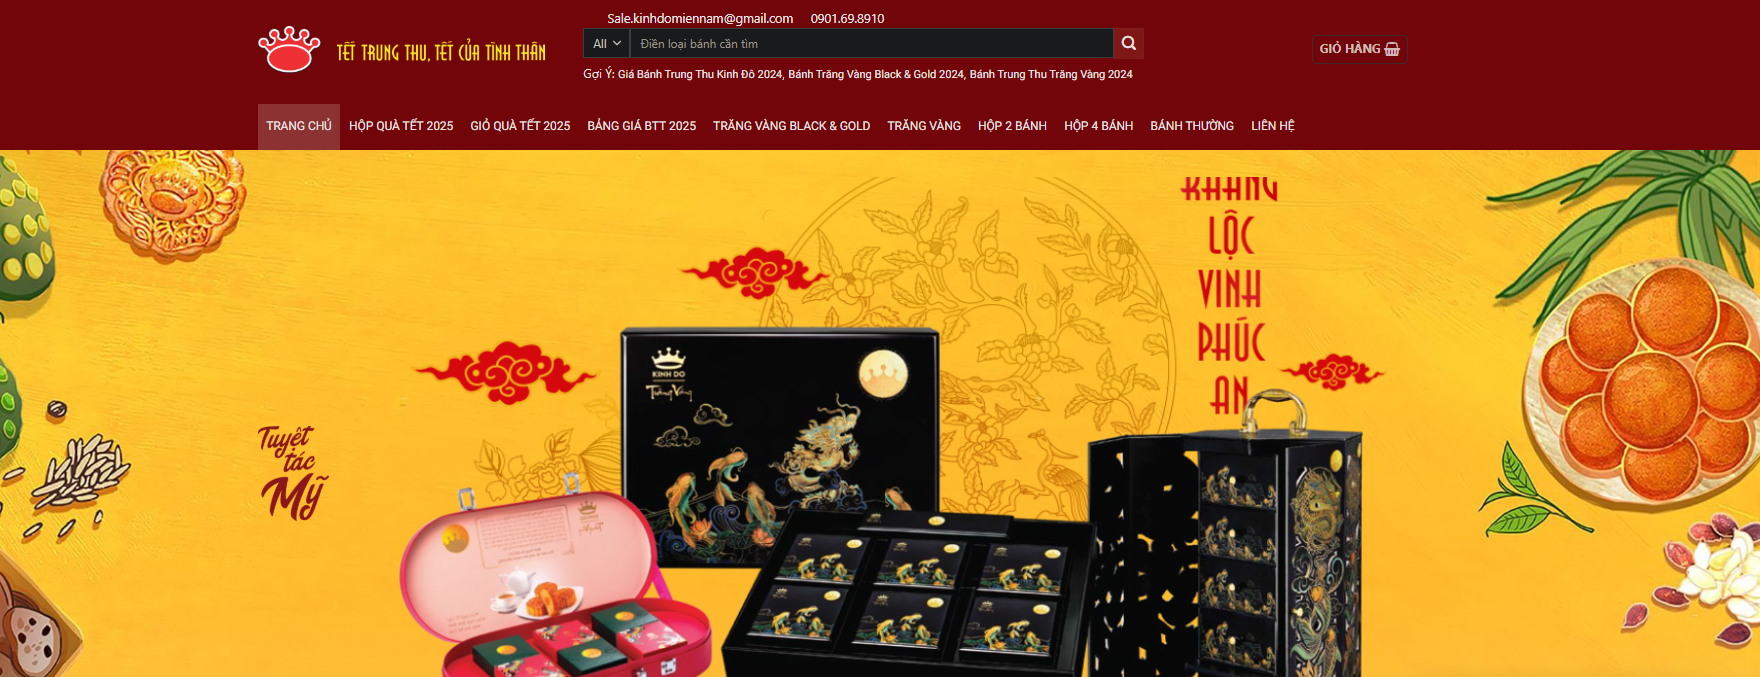 Sale.kinhdomiennam@gmail.com 0901.69.8910
TẾT TRUNG THU, TẾT CỦA TÌNH THÂN
All Điền loại bánh cần tìm
GIỎ HÀNG
Gợi Ý: Giá Bánh Trung Thu Kinh Đô 2024, Bánh Trăng Vàng Black & Gold 2024, Bánh Trung Thu Trăng Vàng 2024
TRANG CHỦ HỘP QUÀ TẾT 2025 GIỎ QUÀ TẾT 2025 BẢNG GIÁ BTT 2025 TRĂNG VÀNG BLACK & GOLD TRĂNG VÀNG HỘP 2 BÁNH HỘP 4 BÁNH BÁNH THƯỜNG LIÊN HỆ
KHANG
LỘC
VINH
PHÚC
AN
KINH DO
Trăng Vàng
Tuyệt
tác
Mỹ